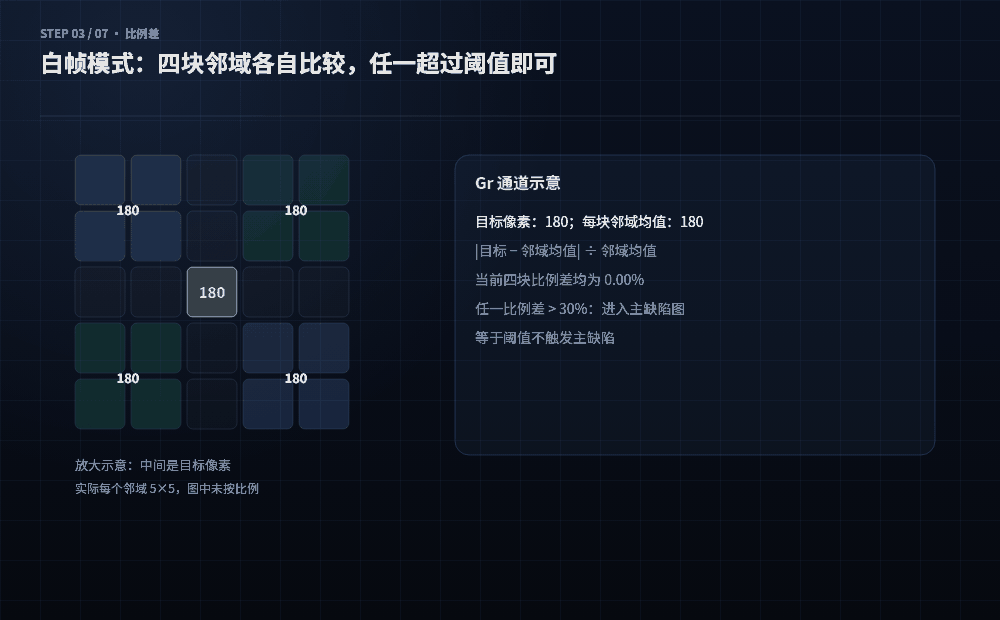 STEP 03 / 07 · 比例差
白帧模式：四块邻域各自比较，任一超过阈值即可
180
180
180
180
180
放大示意：中间是目标像素
实际每个邻域 5×5，图中未按比例
Gr 通道示意
目标像素：180；每块邻域均值：180
|目标 − 邻域均值| ÷ 邻域均值
当前四块比例差均为 0.00%
任一比例差 > 30%：进入主缺陷图
等于阈值不触发主缺陷